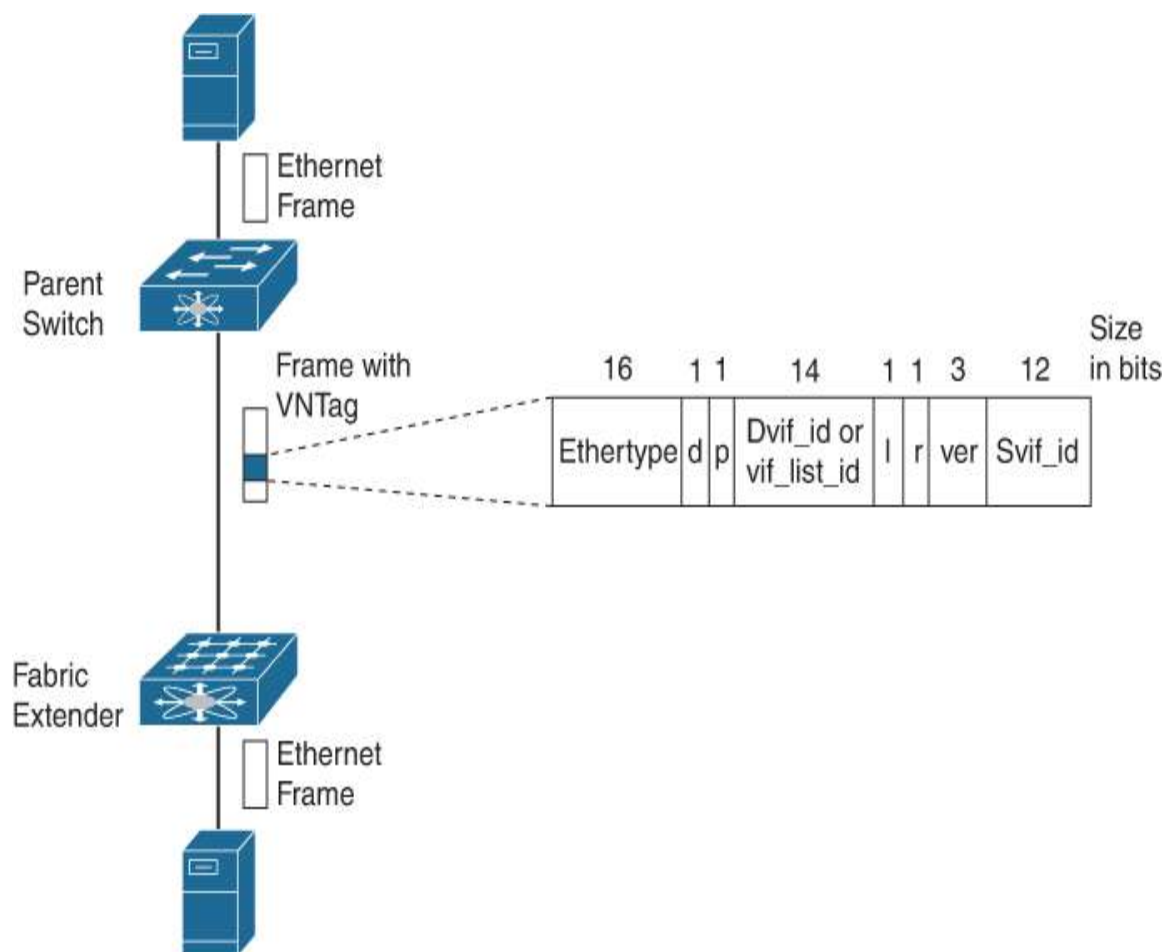 Ethernet
Frame
Parent
Switch
Frame with
VNTag
Size
in bits
16 1 1 14 1 1 3 12
Ethertype d p Dvif_id or vif_list_id l r ver Svif_id
Fabric
Extender
Ethernet
Frame